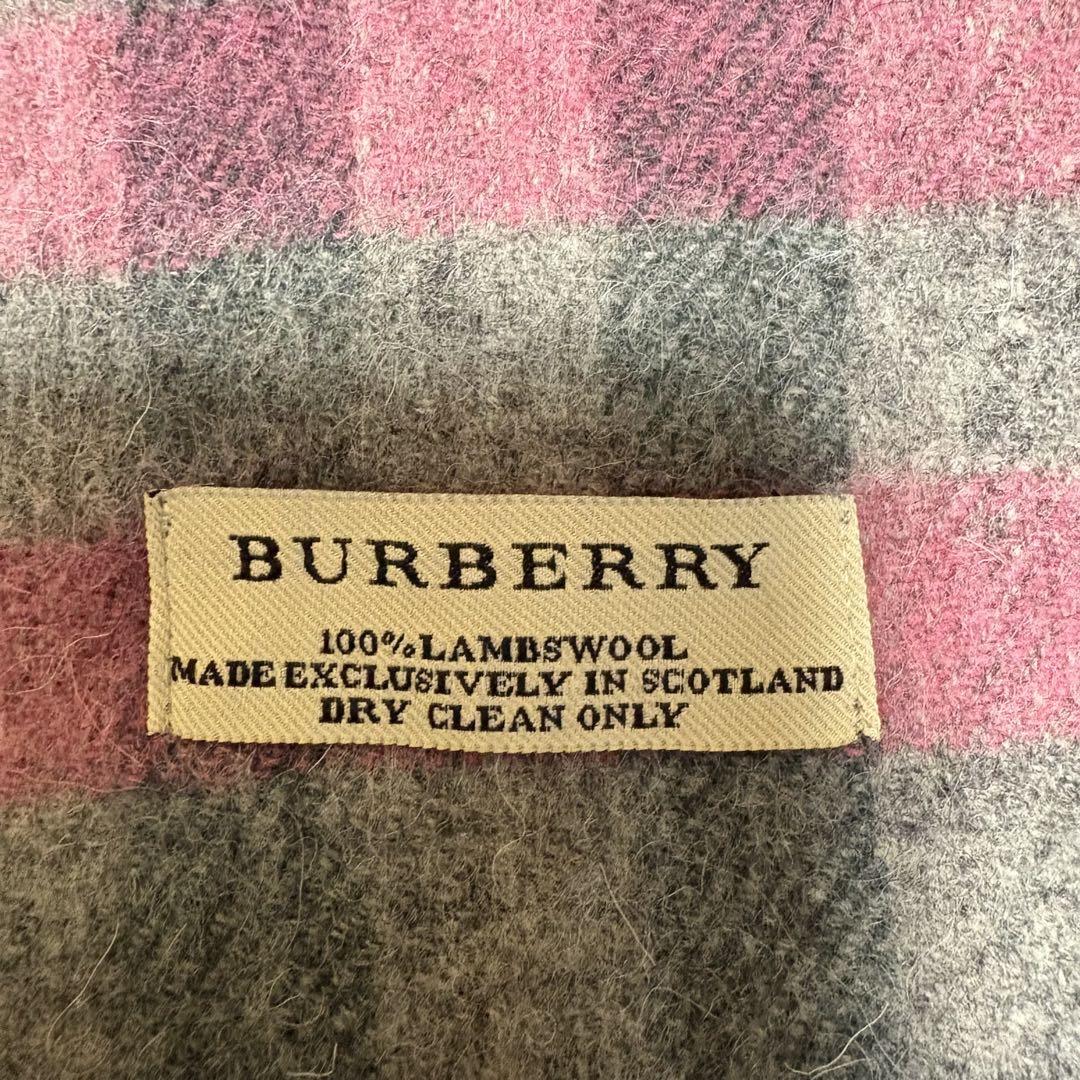 BURBERRY
100%LAMBSWOOL
MADE EXCLUSIVELY IN SCOTLAND
DRY CLEAN ONLY